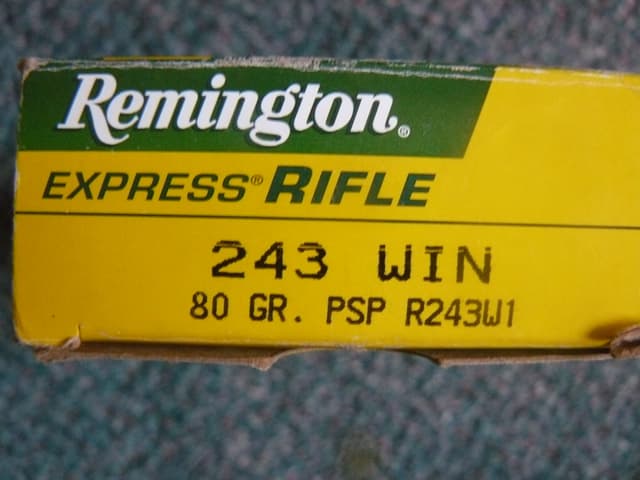 Remington®
EXPRESS® RIFLE
243 WIN
80 GR. PSP R243W1